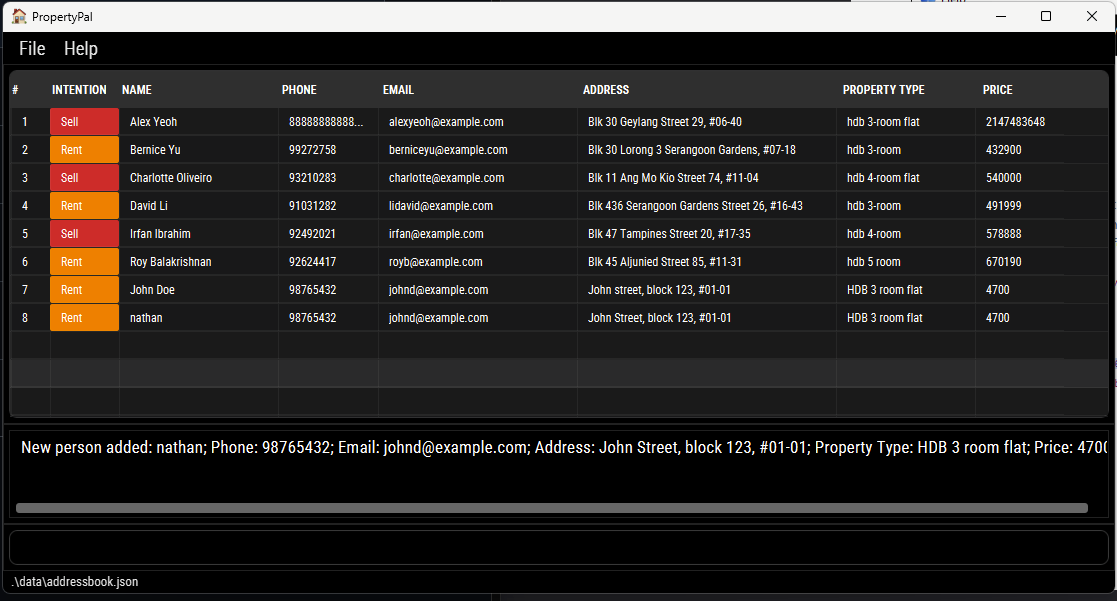 PropertyPal
File Help
# INTENTION NAME PHONE EMAIL ADDRESS PROPERTY TYPE PRICE
1 Sell Alex Yeoh 88888888888... alexyeoh@example.com Blk 30 Geylang Street 29, #06-40 hdb 3-room flat 2147483648
2 Rent Bernice Yu 99272758 berniceyu@example.com Blk 30 Lorong 3 Serangoon Gardens, #07-18 hdb 3-room 432900
3 Sell Charlotte Oliveiro 93210283 charlotte@example.com Blk 11 Ang Mo Kio Street 74, #11-04 hdb 4-room flat 540000
4 Rent David Li 91031282 lidavid@example.com Blk 436 Serangoon Gardens Street 26, #16-43 hdb 3-room 491999
5 Sell Irfan Ibrahim 92492021 irfan@example.com Blk 47 Tampines Street 20, #17-35 hdb 4-room 578888
6 Rent Roy Balakrishnan 92624417 royb@example.com Blk 45 Aljunied Street 85, #11-31 hdb 5 room 670190
7 Rent John Doe 98765432 johnd@example.com John street, block 123, #01-01 HDB 3 room flat 4700
8 Rent nathan 98765432 johnd@example.com John Street, block 123, #01-01 HDB 3 room flat 4700
New person added: nathan; Phone: 98765432; Email: johnd@example.com; Address: John Street, block 123, #01-01; Property Type: HDB 3 room flat; Price: 4700
.\data\addressbook.json